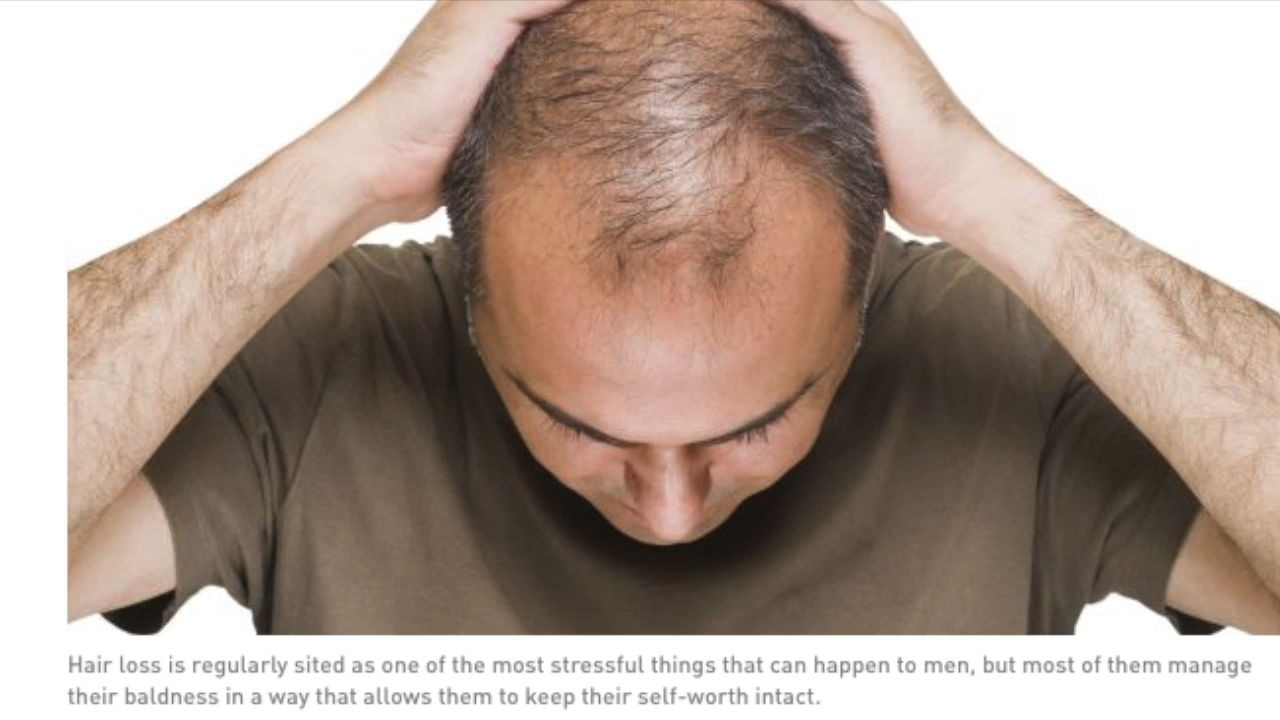 Hair loss is regularly sited as one of the most stressful things that can happen to men, but most of them manage
their baldness in a way that allows them to keep their self-worth intact.